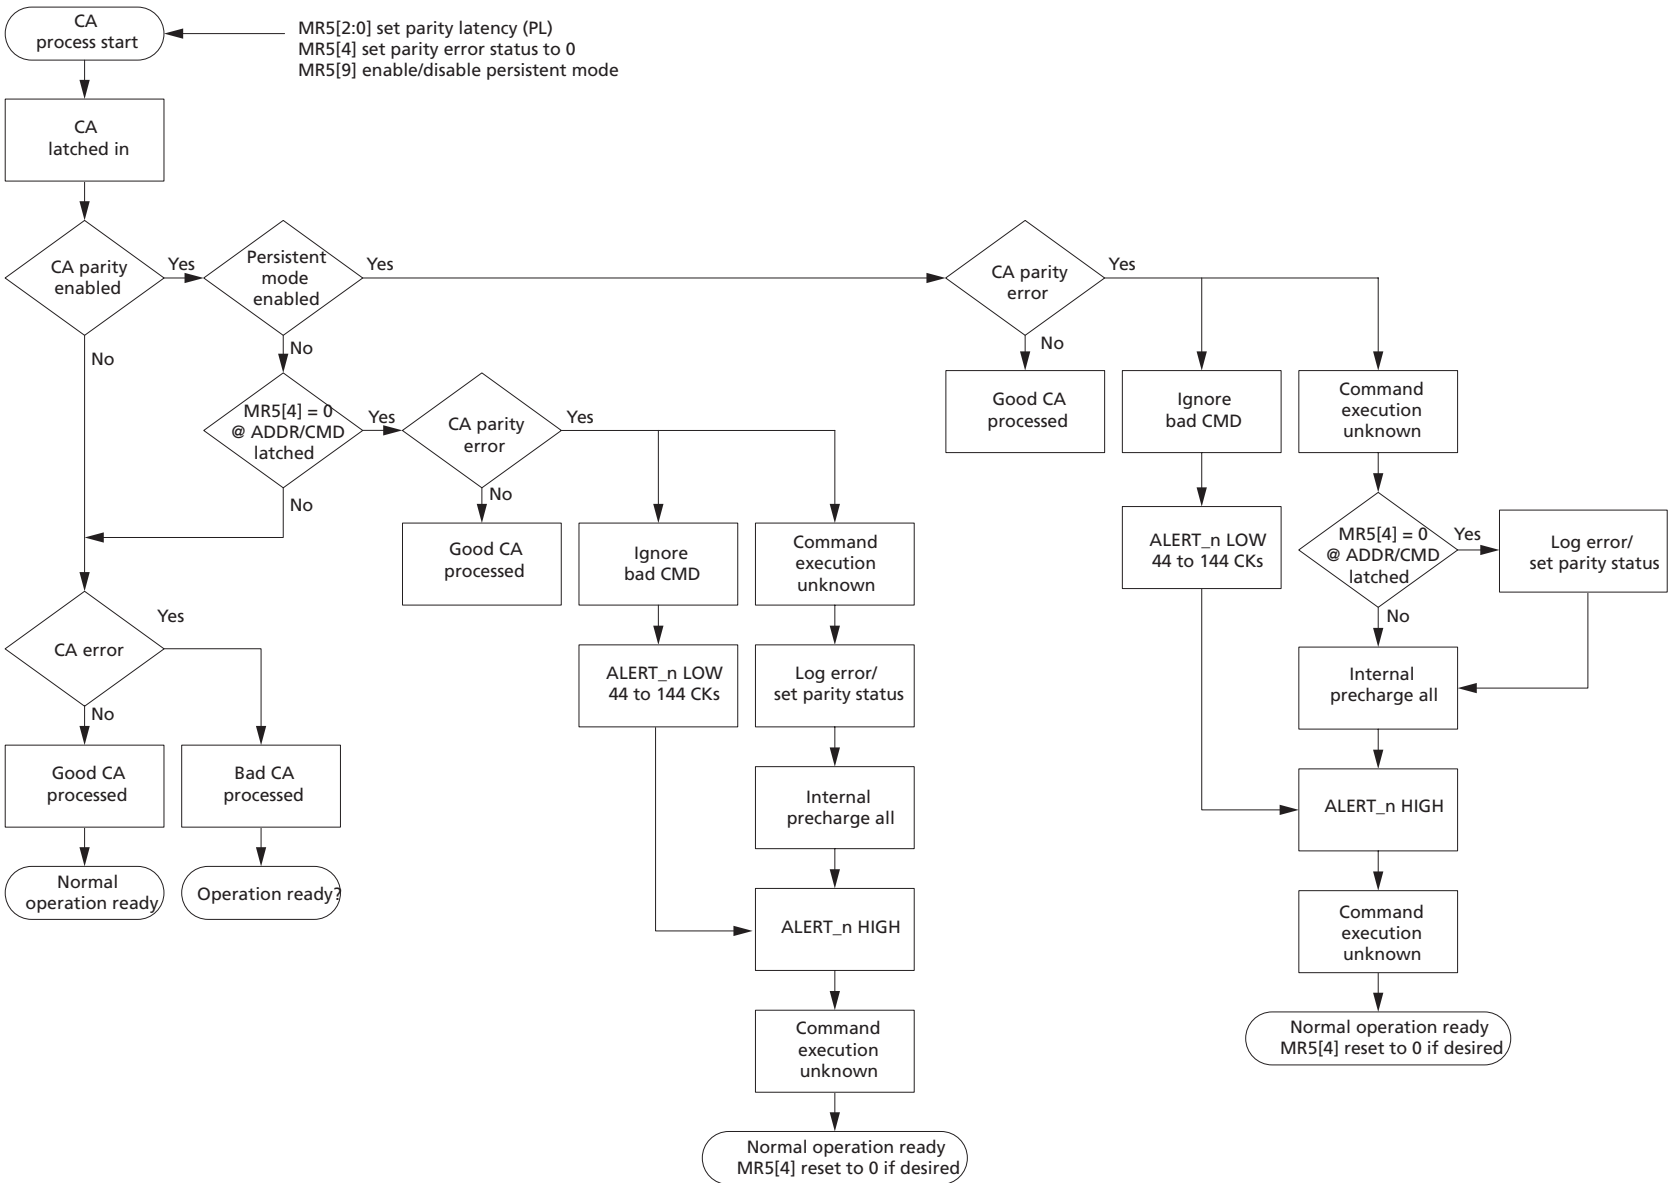 CA
process start
MR5[2:0] set parity latency (PL)
MR5[4] set parity error status to 0
MR5[9] enable/disable persistent mode
CA
latched in
CA parity
enabled
Yes
No
Persistent
mode
enabled
Yes
No
CA parity
error
Yes
No
Good CA
processed
Ignore
bad CMD
Command
execution
unknown
MR5[4] = 0
@ ADDR/CMD
latched
Yes
No
CA parity
error
Yes
No
Good CA
processed
Ignore
bad CMD
Command
execution
unknown
ALERT_n LOW
44 to 144 CKs
MR5[4] = 0
@ ADDR/CMD
latched
Yes
No
Log error/
set parity status
CA error
Yes
No
ALERT_n LOW
44 to 144 CKs
Log error/
set parity status
Internal
precharge all
Good CA
processed
Bad CA
processed
Internal
precharge all
ALERT_n HIGH
Normal
operation ready
Operation ready?
ALERT_n HIGH
Command
execution
unknown
Command
execution
unknown
Normal operation ready
MR5[4] reset to 0 if desired
Normal operation ready
MR5[4] reset to 0 if desired